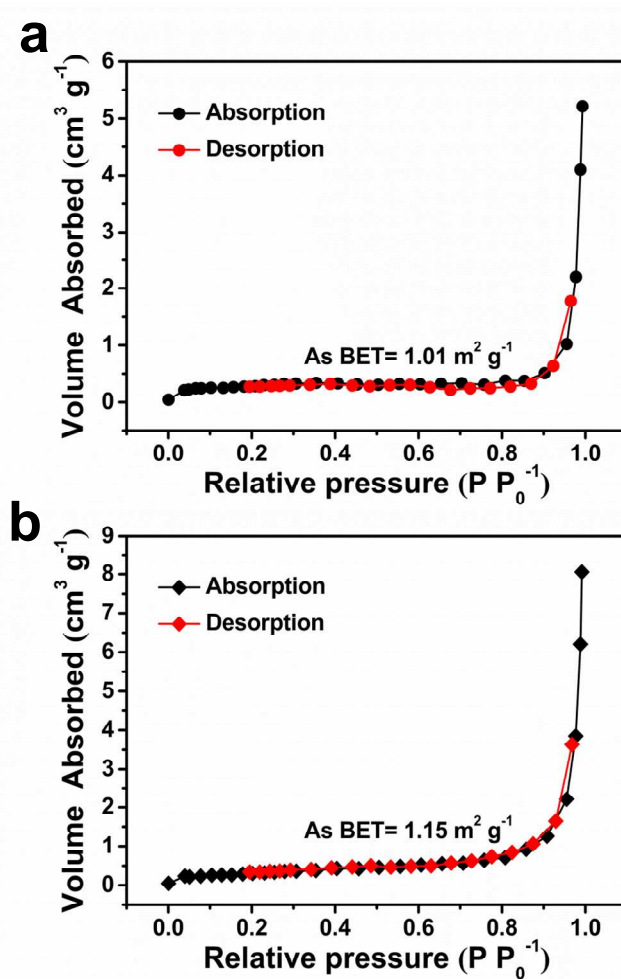 a
6
5
4
3
2
1
0
Volume Absorbed (cm³ g⁻¹)
Absorption
Desorption
As BET= 1.01 m² g⁻¹
0.0 0.2 0.4 0.6 0.8 1.0
Relative pressure (P P₀⁻¹)
b
9
8
7
6
5
4
3
2
1
0
Volume Absorbed (cm³ g⁻¹)
Absorption
Desorption
As BET= 1.15 m² g⁻¹
0.0 0.2 0.4 0.6 0.8 1.0
Relative pressure (P P₀⁻¹)